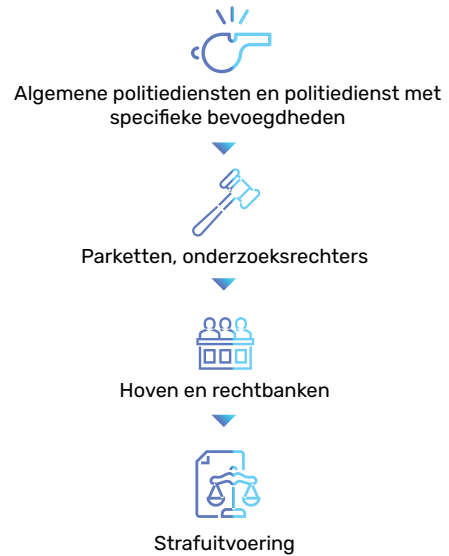 Algemene politiediensten en politiedienst met
specifieke bevoegdheden
Parketten, onderzoeksrechters
Hoven en rechtbanken
Strafuitvoering